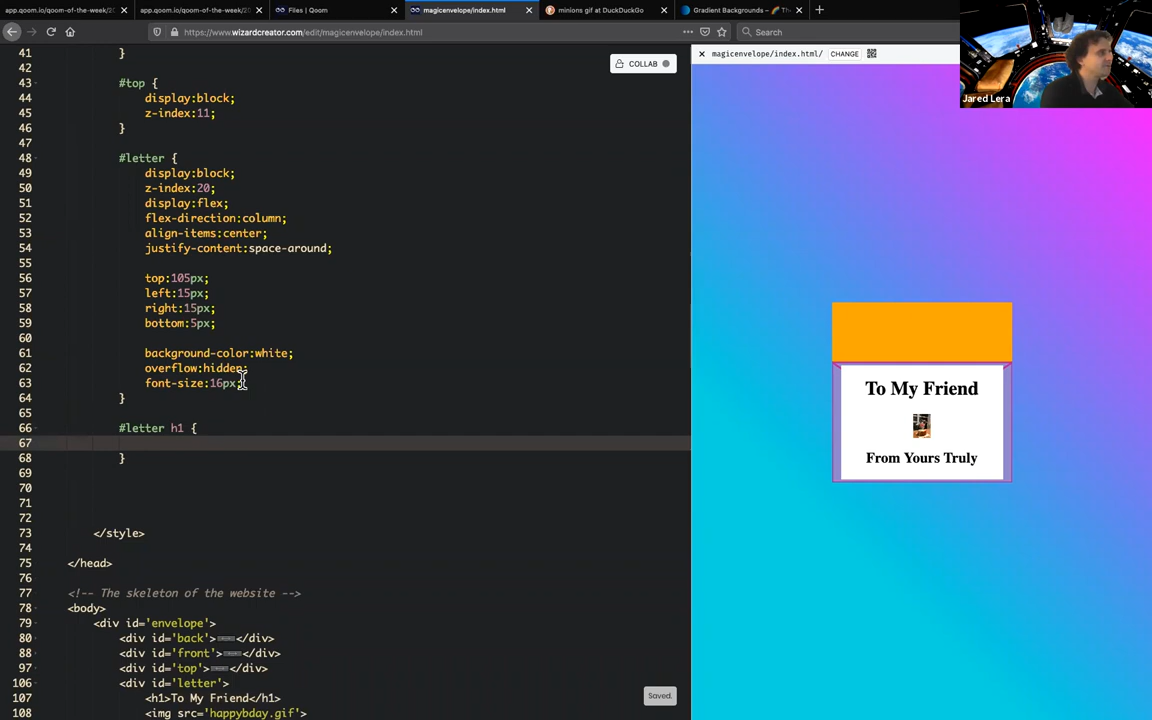 app.qoom.io/qoom-of-the-week/20
app.qoom.io/qoom-of-the-week/20
Files | Qoom
magicenvelope/index.html
minions gif at DuckDuckGo
Gradient Backgrounds – Th
https://www.wizardcreator.com/edit/magicenvelope/index.html
Search
41 }
42
43 #top {
44 display:block;
45 z-index:11;
46 }
47
48 #letter {
49 display:block;
50 z-index:20;
51 display:flex;
52 flex-direction:column;
53 align-items:center;
54 justify-content:space-around;
55
56 top:105px;
57 left:15px;
58 right:15px;
59 bottom:5px;
60
61 background-color:white;
62 overflow:hidden;
63 font-size:16px;
64 }
65
66 #letter h1 {
67
68 }
69
70
71
72
73 </style>
74
75 </head>
76
77 <!-- The skeleton of the website -->
78 <body>
79 <div id='envelope'>
80 <div id='back'></div>
88 <div id='front'></div>
97 <div id='top'></div>
106 <div id='letter'>
107 <h1>To My Friend</h1>
108 <img src='happybday.gif'>
COLLAB
Saved.
magicenvelope/index.html/ CHANGE
Jared Lera
To My Friend
From Yours Truly